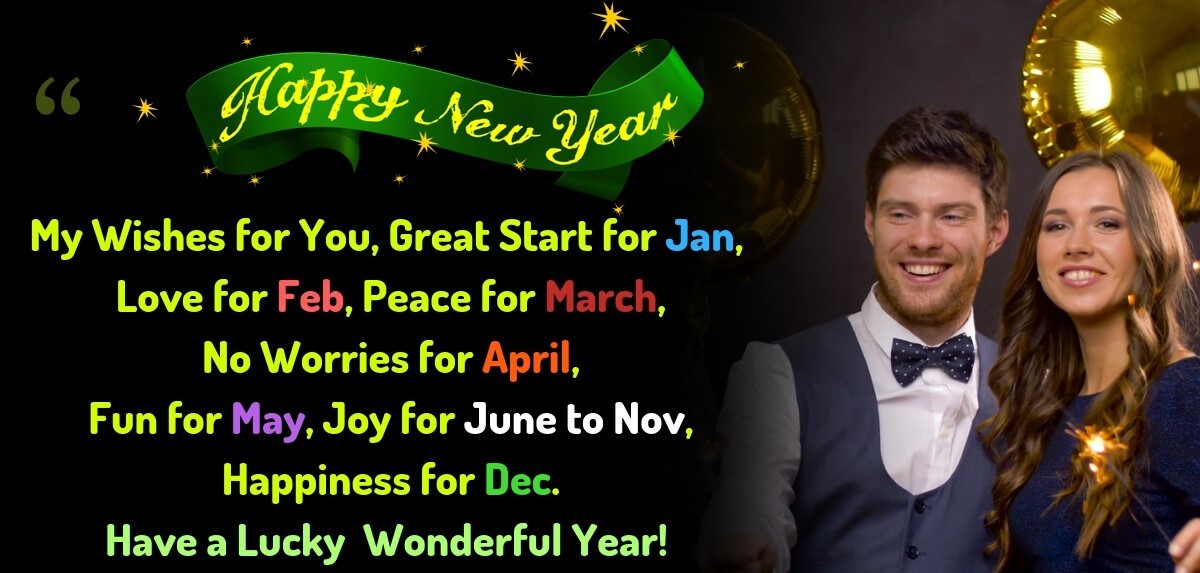 “
Happy New Year
My Wishes for You, Great Start for Jan,
Love for Feb, Peace for March,
No Worries for April,
Fun for May, Joy for June to Nov,
Happiness for Dec.
Have a Lucky  Wonderful Year!